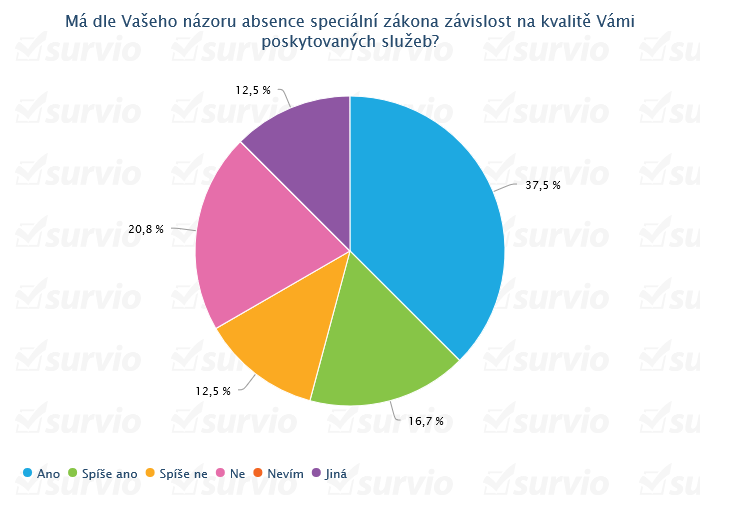 Má dle Vašeho názoru absence speciální zákona závislost na kvalitě Vámi
poskytovaných služeb?
12,5 %
37,5 %
20,8 %
12,5 %
16,7 %
Ano Spíše ano Spíše ne Ne Nevím Jiná